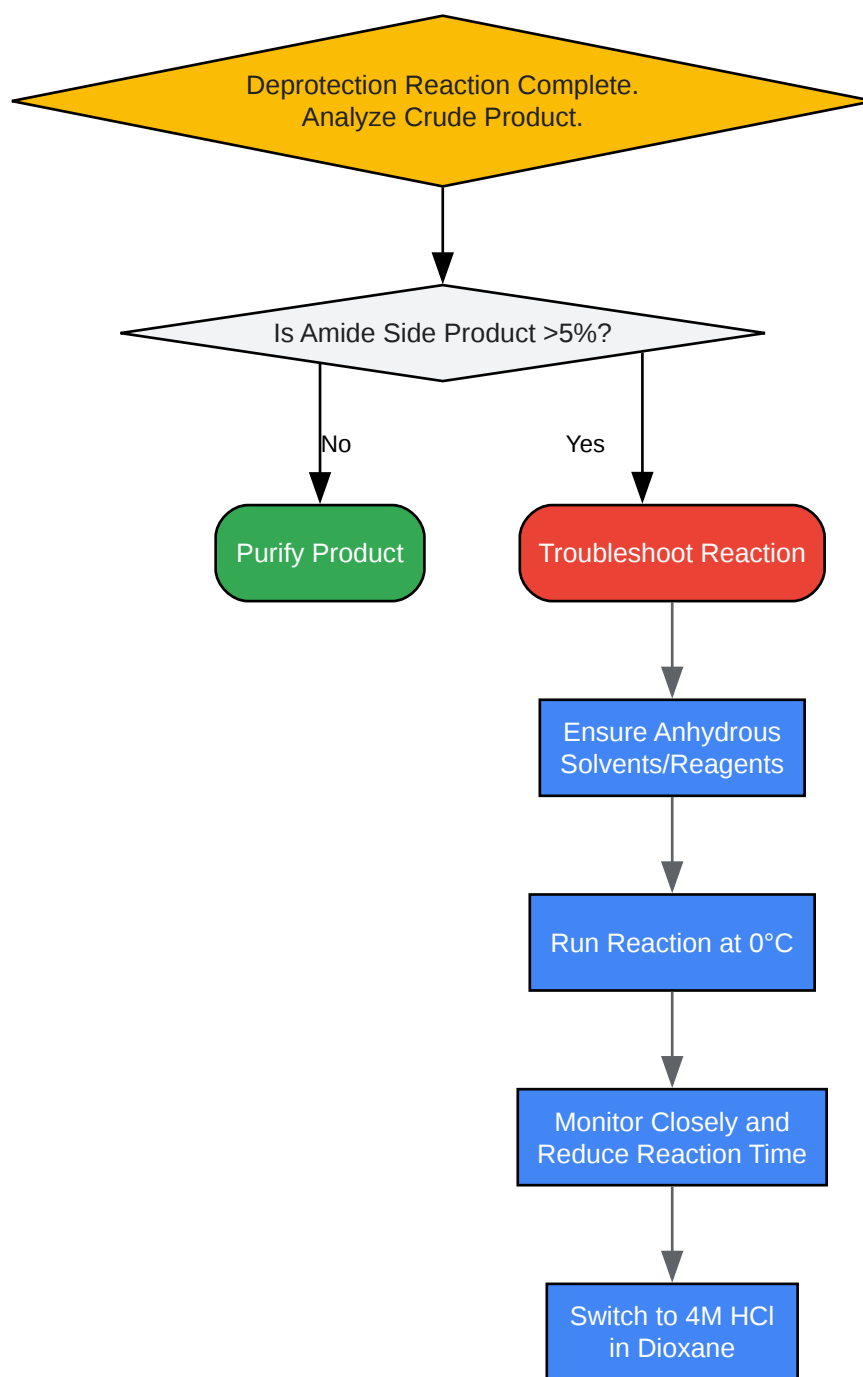 Deprotection Reaction Complete.
Analyze Crude Product.
Is Amide Side Product >5%?
No
Yes
Purify Product
Troubleshoot Reaction
Ensure Anhydrous
Solvents/Reagents
Run Reaction at 0°C
Monitor Closely and
Reduce Reaction Time
Switch to 4M HCl
in Dioxane